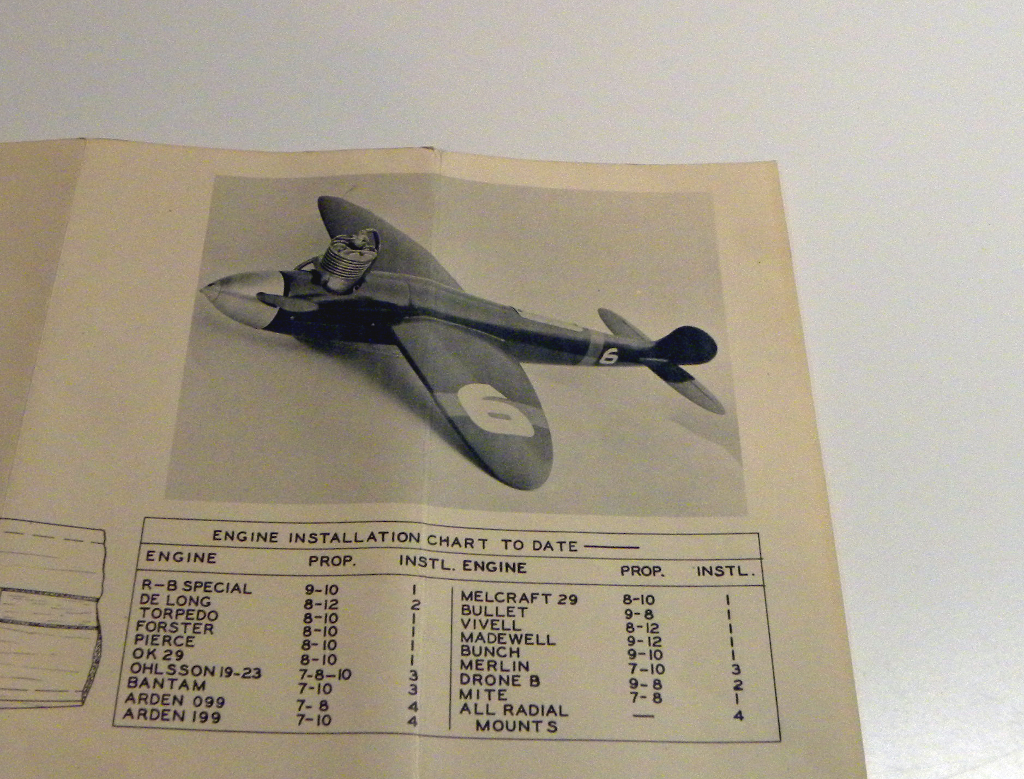 6
6
ENGINE INSTALLATION CHART TO DATE ——
ENGINE PROP. INSTL. ENGINE PROP. INSTL.
R-B SPECIAL 9-10 1
DE LONG 8-12 2
TORPEDO 8-10 1
FORSTER 8-10 1
PIERCE 8-10 1
OK 29 8-10 1
OHLSSON 19-23 7-8-10 3
BANTAM 7-10 3
ARDEN 099 7-8 4
ARDEN 199 7-10 4
MELCRAFT 29 8-10 1
BULLET 9-8 1
VIVELL 8-12 1
MADEWELL 9-12 1
BUNCH 9-10 1
MERLIN 7-10 3
DRONE B 9-8 2
MITE 7-8 1
ALL RADIAL — 4
MOUNTS